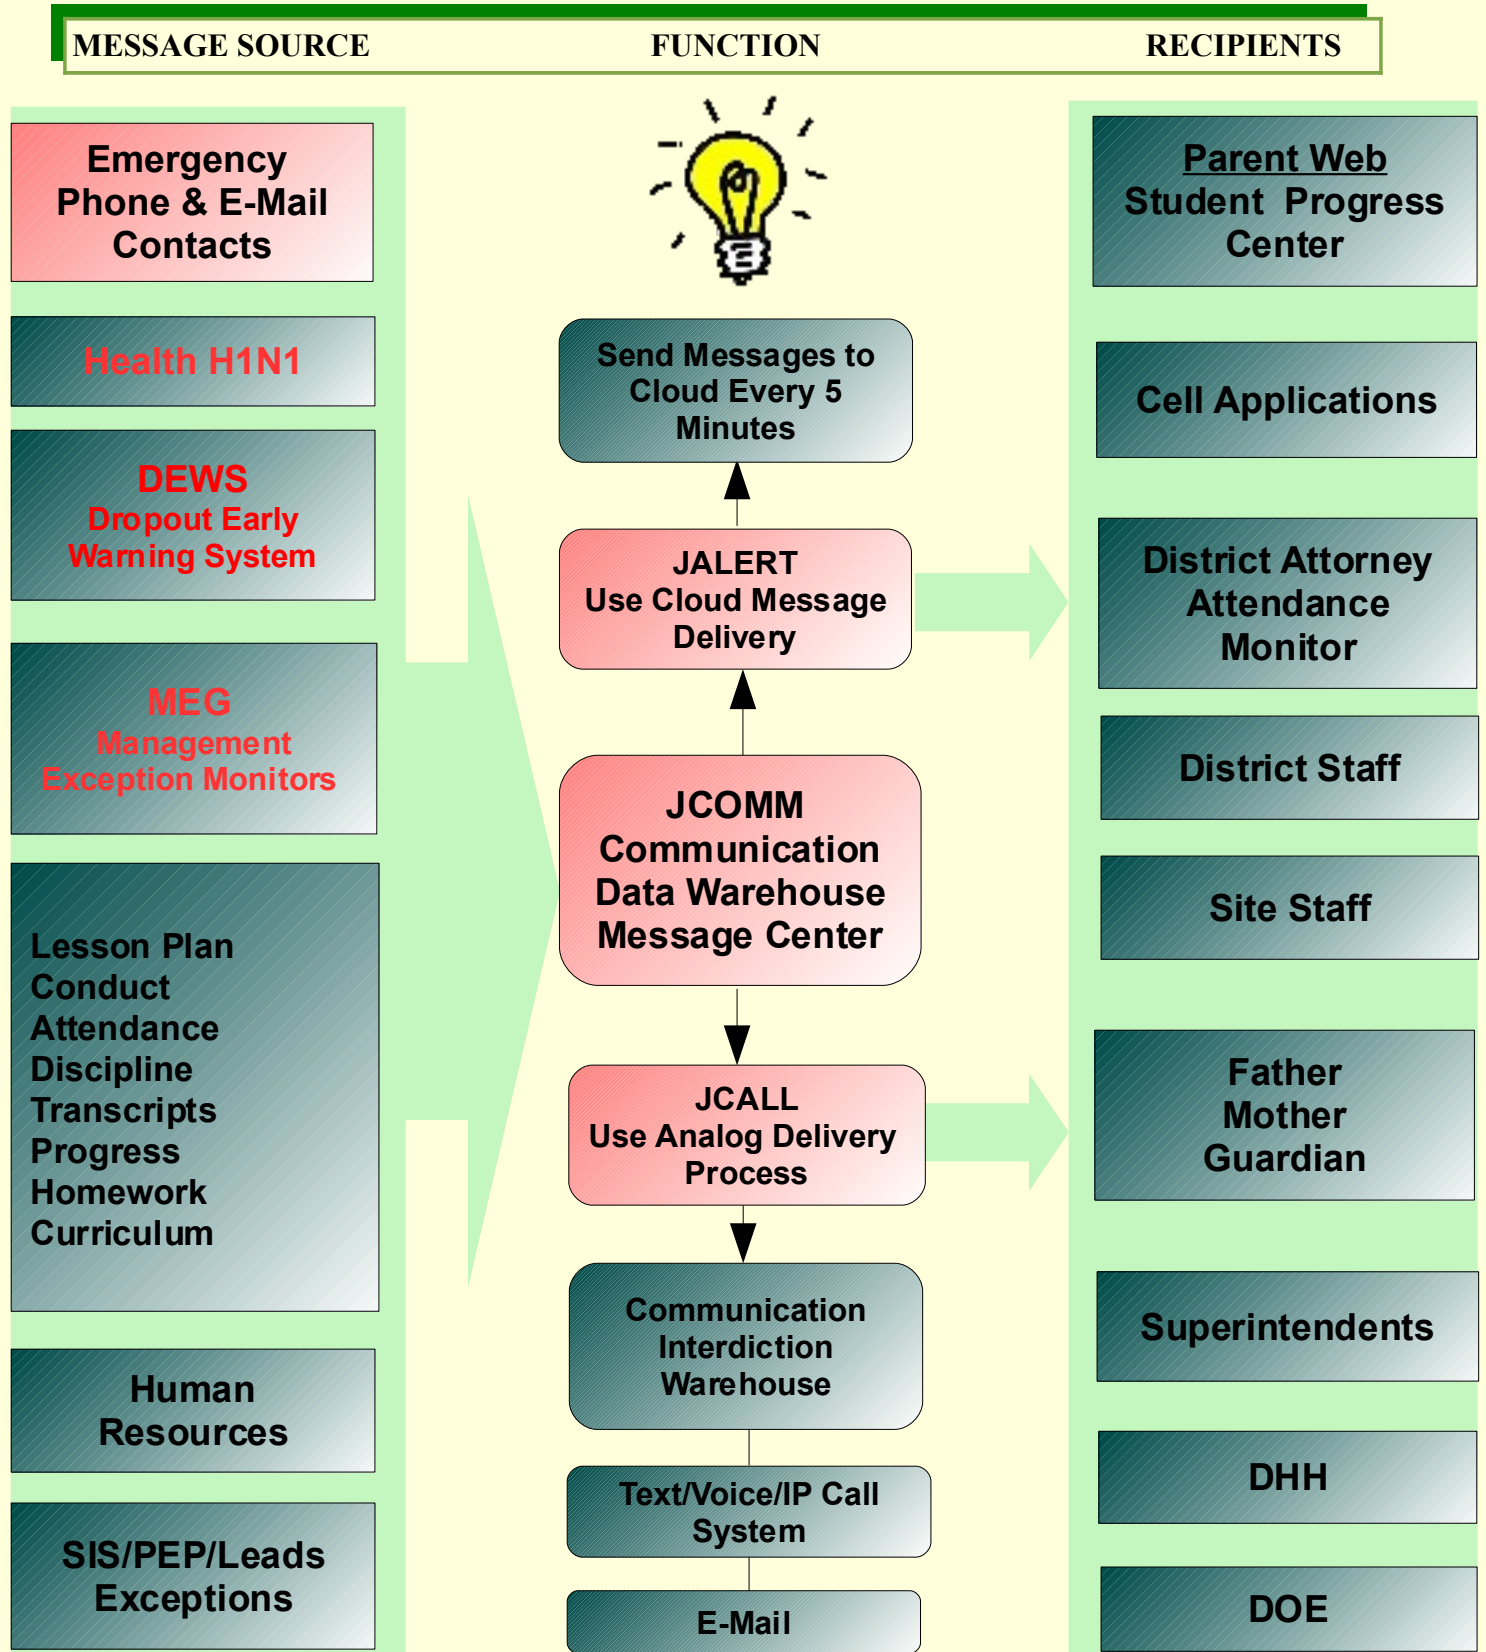 MESSAGE SOURCE
FUNCTION
RECIPIENTS
Emergency
Phone & E-Mail
Contacts
Health H1N1
DEWS
Dropout Early
Warning System
MEG
Management
Exception Monitors
Lesson Plan
Conduct
Attendance
Discipline
Transcripts
Progress
Homework
Curriculum
Human
Resources
SIS/PEP/Leads
Exceptions
Send Messages to
Cloud Every 5
Minutes
JALERT
Use Cloud Message
Delivery
JCOMM
Communication
Data Warehouse
Message Center
JCALL
Use Analog Delivery
Process
Communication
Interdiction
Warehouse
Text/Voice/IP Call
System
E-Mail
Parent Web
Student Progress
Center
Cell Applications
District Attorney
Attendance
Monitor
District Staff
Site Staff
Father
Mother
Guardian
Superintendents
DHH
DOE